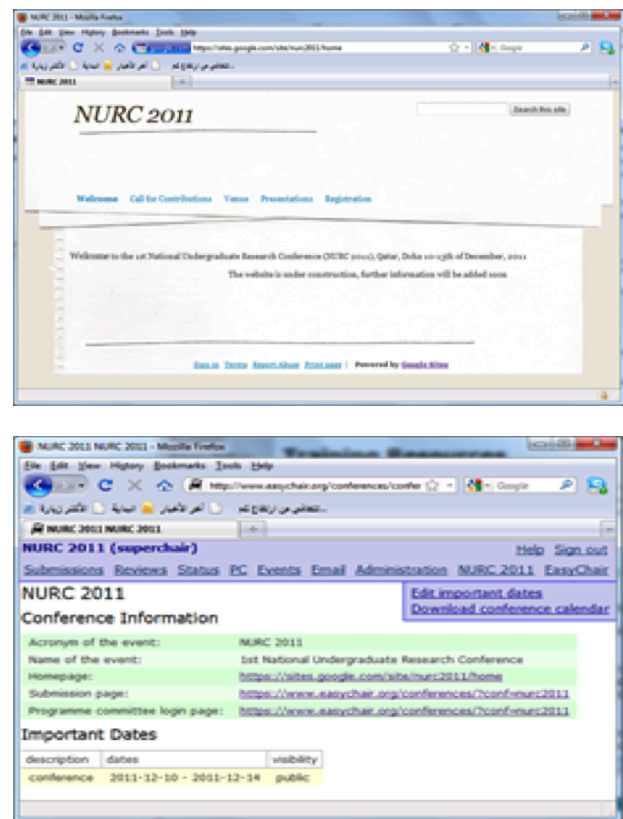 NURC 2011 - Mozilla Firefox
File Edit View History Bookmarks Tools Help
https://sites.google.com/site/nurc2011/home
Google
NURC 2011
NURC 2011
Search this site
Welcome Call for Contributions Venue Presentations Registration
Welcome to the 1st National Undergraduate Research Conference (NURC 2011), Qatar, Doha of December, 2011
The website is under construction, further information will be added soon
Sign in Terms Report Abuse Print page | Powered by Google Sites
NURC 2011 NURC 2011 - Mozilla Firefox
Training Resources
File Edit View History Bookmarks Tools Help
http://www.easychair.org/conferences/confer
Google
NURC 2011 NURC 2011
NURC 2011 (superchair)
Help Sign out
Submissions Reviews Status PC Events Email Administration NURC 2011 EasyChair
NURC 2011
Edit important dates
Download conference calendar
Conference Information
Acronym of the event: NURC 2011
Name of the event: 1st National Undergraduate Research Conference
Homepage: https://sites.google.com/site/nurc2011/home
Submission page: https://www.easychair.org/conferences/?conf=nurc2011
Programme committee login page: https://www.easychair.org/conferences/?conf=nurc2011
Important Dates
description dates visibility
conference 2011-12-10 - 2011-12-14 public